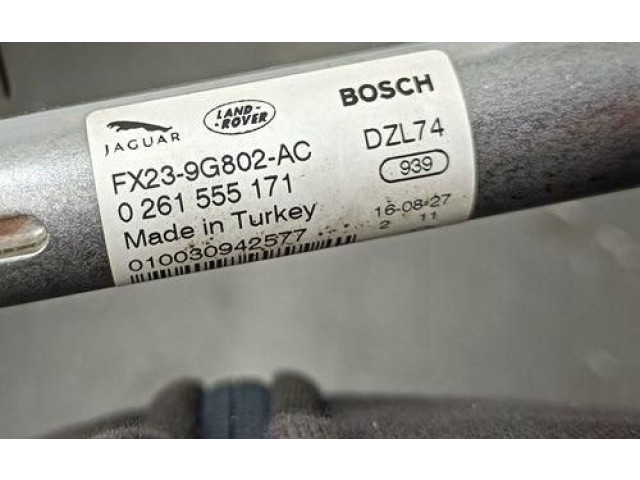 JAGUAR
LAND-
ROVER
BOSCH
FX23-9G802-AC
DZL74
0 261 555 171
939
Made in Turkey
16-08-27
010030942577
2 11